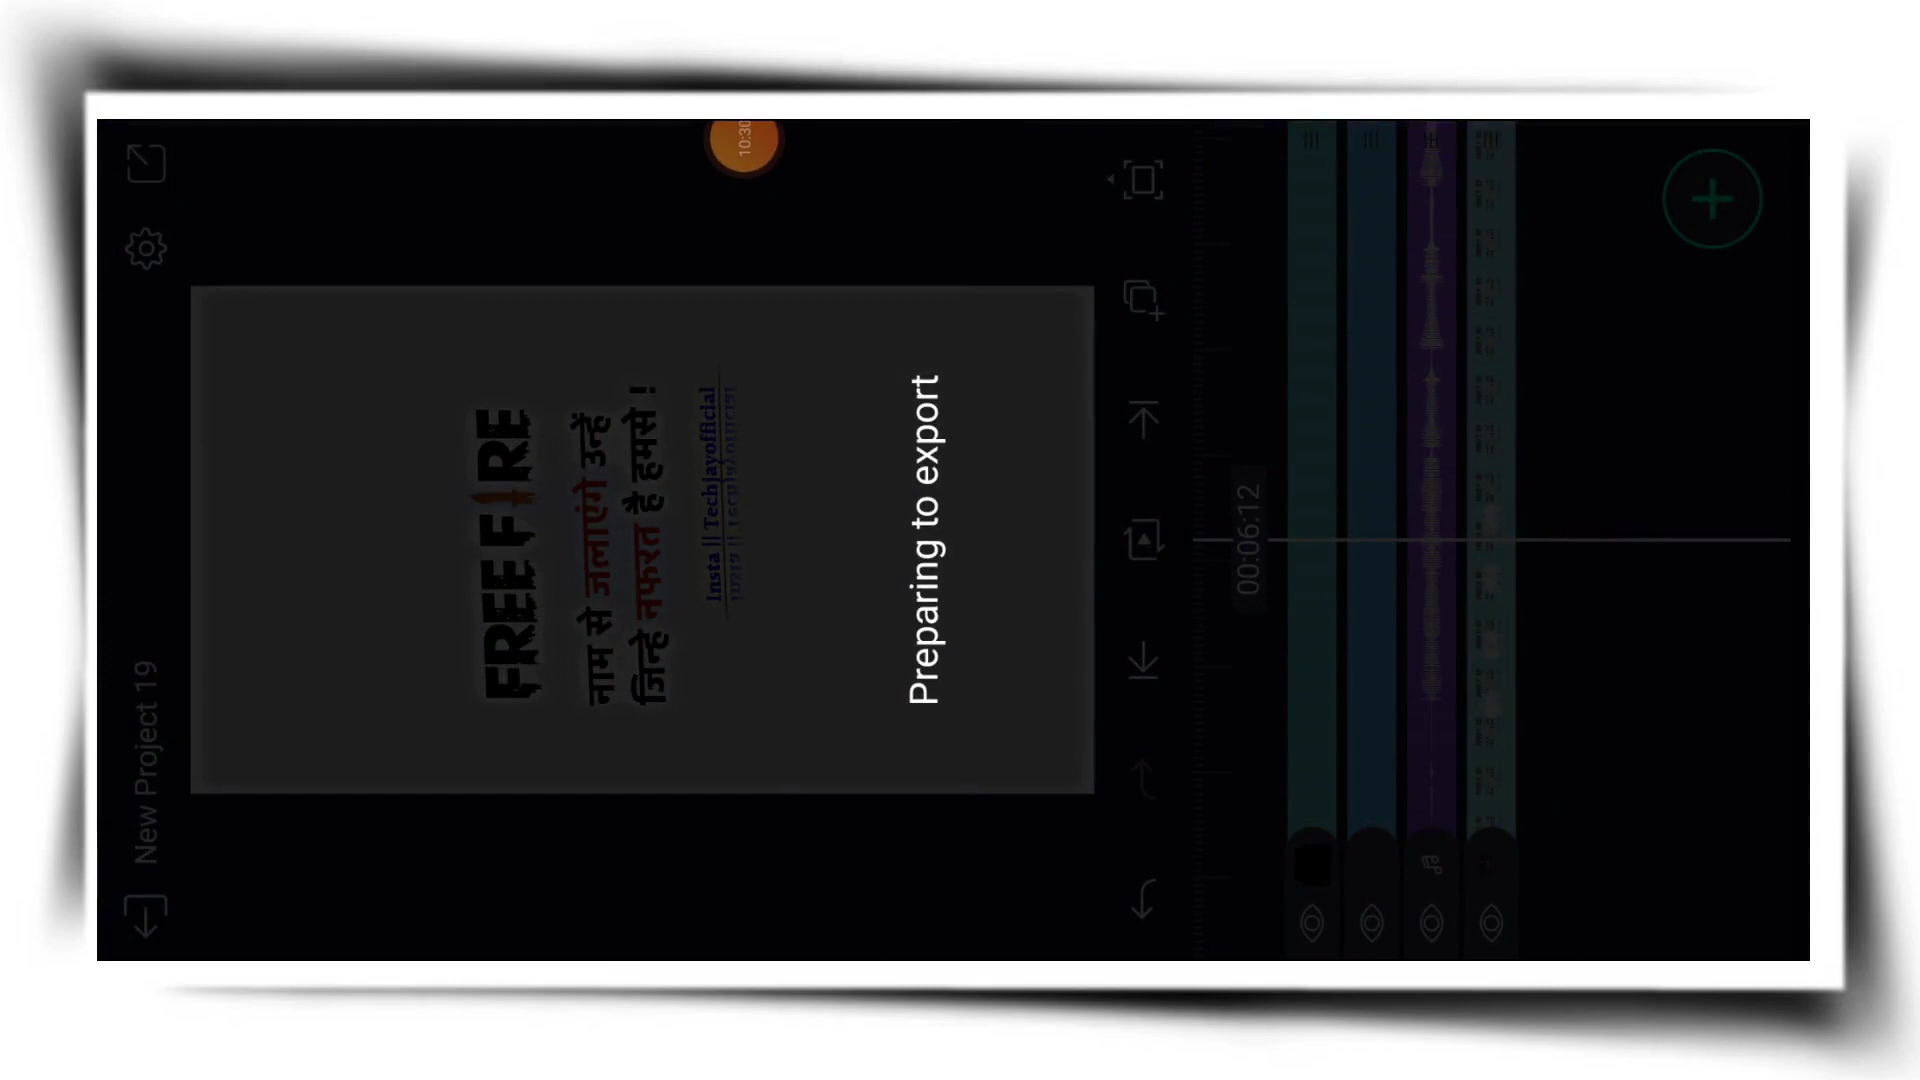 New Project 19
10:30
FREE FIRE
नाम से जलाएंगे उन्हें
जिन्हे नफरत है हमसे !
Insta || Techjayofficial
Preparing to export
00:06:12